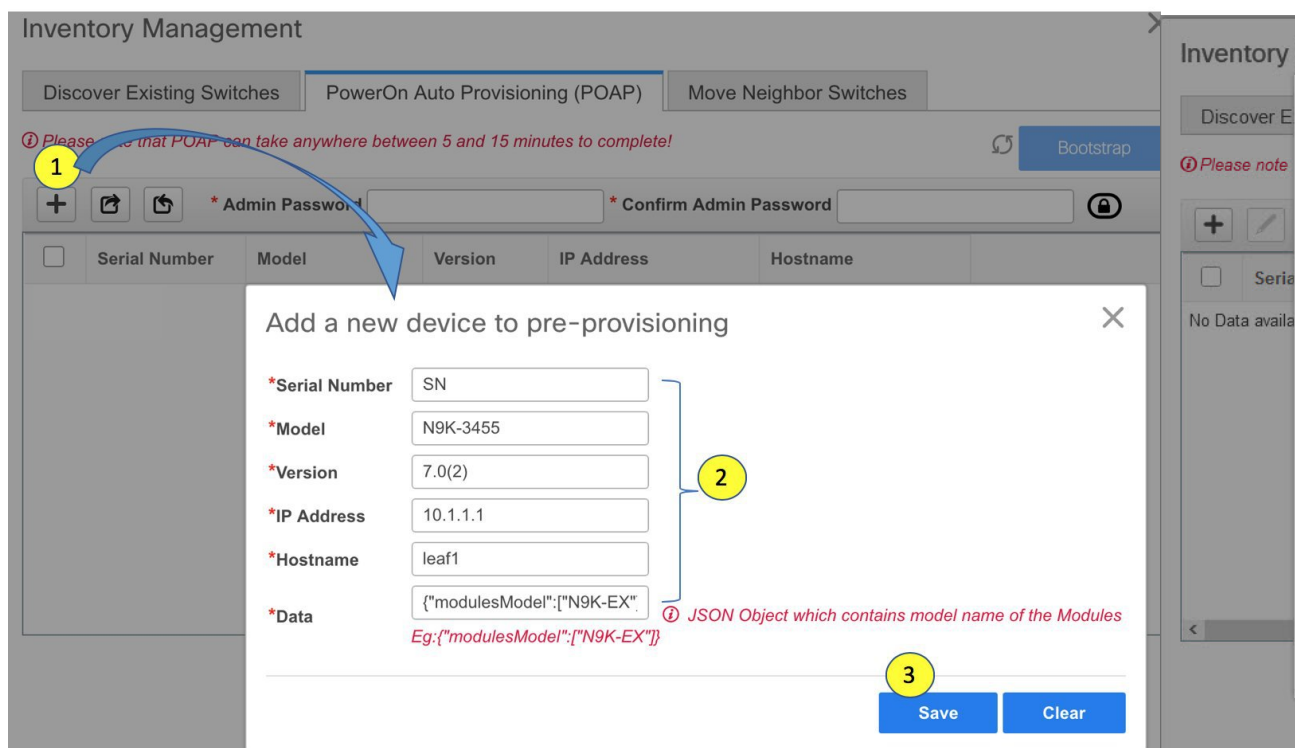 Inventory Management
Discover Existing Switches PowerOn Auto Provisioning (POAP) Move Neighbor Switches
Please that POAP can take anywhere between 5 and 15 minutes to complete! Bootstrap
1
* Admin Password * Confirm Admin Password
Serial Number Model Version IP Address Hostname
Add a new device to pre-provisioning
*Serial Number SN
*Model N9K-3455
*Version 7.0(2)
2
*IP Address 10.1.1.1
*Hostname leaf1
*Data {"modulesModel":["N9K-EX"] JSON Object which contains model name of the Modules
Eg:{"modulesModel":["N9K-EX"]}
3
Save Clear
Inventory
Discover E
Please note
Seria
No Data availa